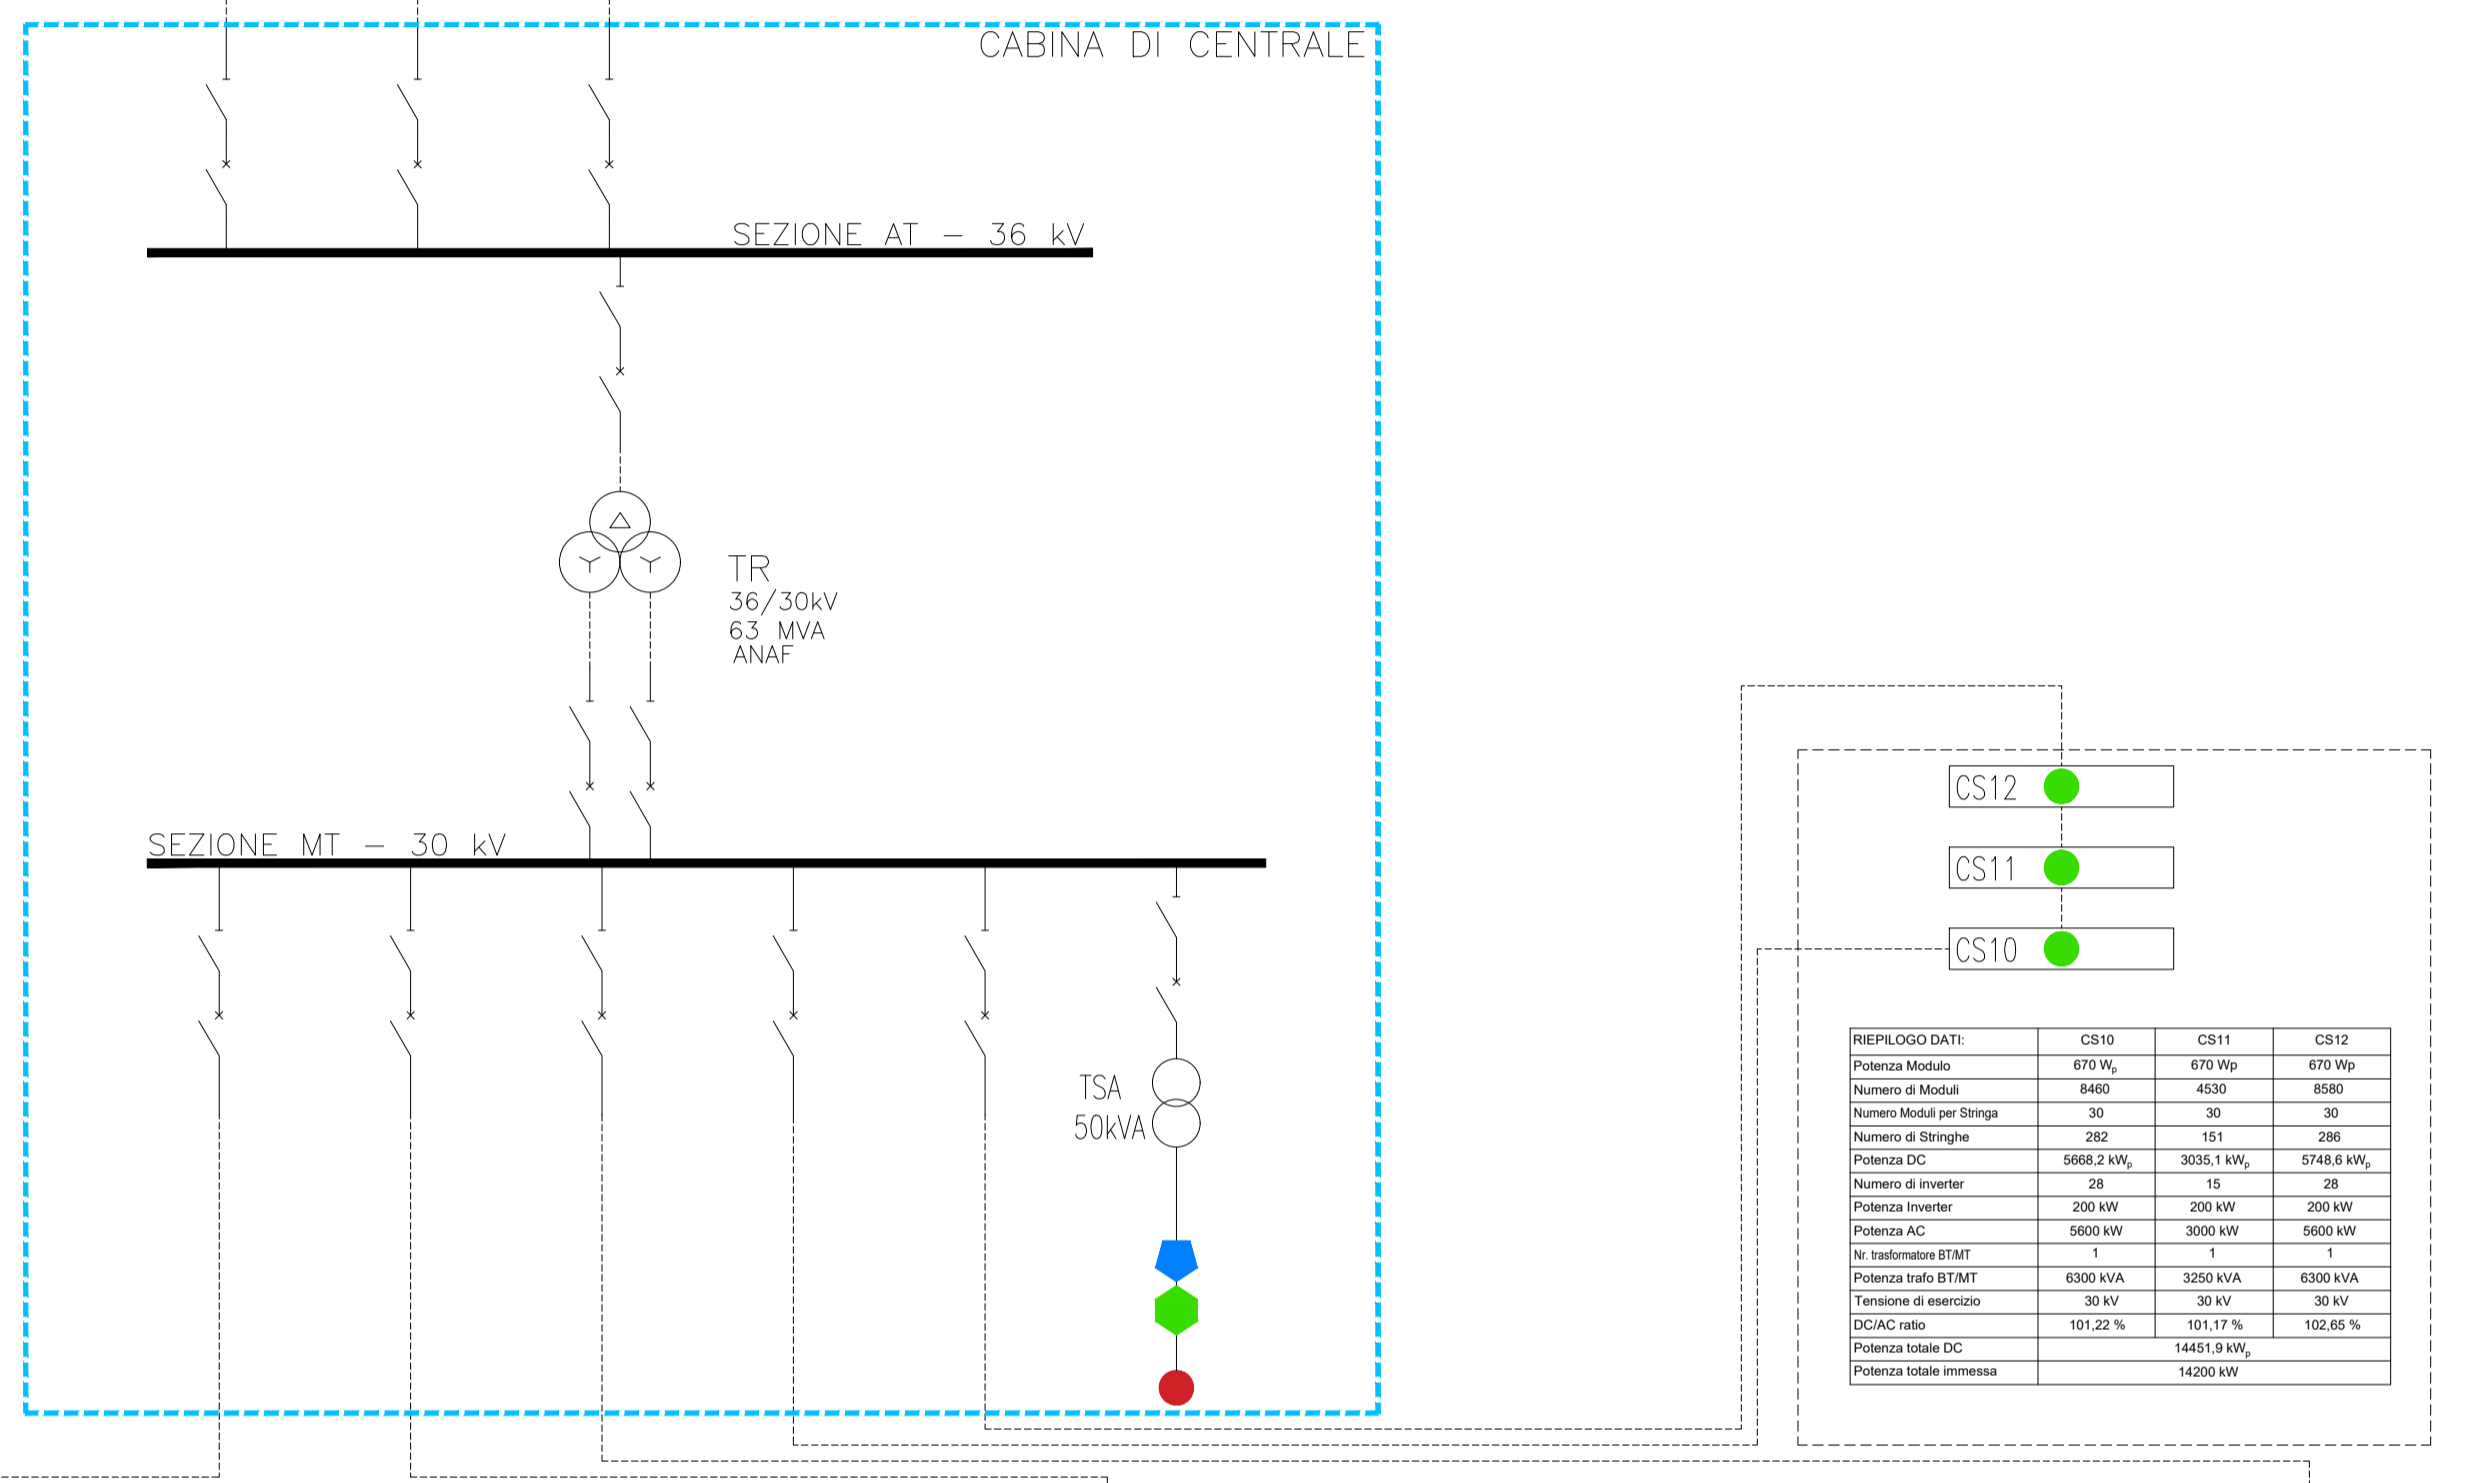 CABINA DI CENTRALE
SEZIONE AT – 36 kV
TR
36/30kV
63 MVA
ANAF
SEZIONE MT – 30 kV
TSA
50kVA
CS12
CS11
CS10
RIEPILOGO DATI: CS10 CS11 CS12
Potenza Modulo 670 Wp 670 Wp 670 Wp
Numero di Moduli 8460 4530 8580
Numero Moduli per Stringa 30 30 30
Numero di Stringhe 282 151 286
Potenza DC 5668,2 kWp 3035,1 kWp 5748,6 kWp
Numero di inverter 28 15 28
Potenza Inverter 200 kW 200 kW 200 kW
Potenza AC 5600 kW 3000 kW 5600 kW
Nr. trasformatore BT/MT 1 1 1
Potenza trafo BT/MT 6300 kVA 3250 kVA 6300 kVA
Tensione di esercizio 30 kV 30 kV 30 kV
DC/AC ratio 101,22 % 101,17 % 102,65 %
Potenza totale DC 14451,9 kWp
Potenza totale immessa 14200 kW